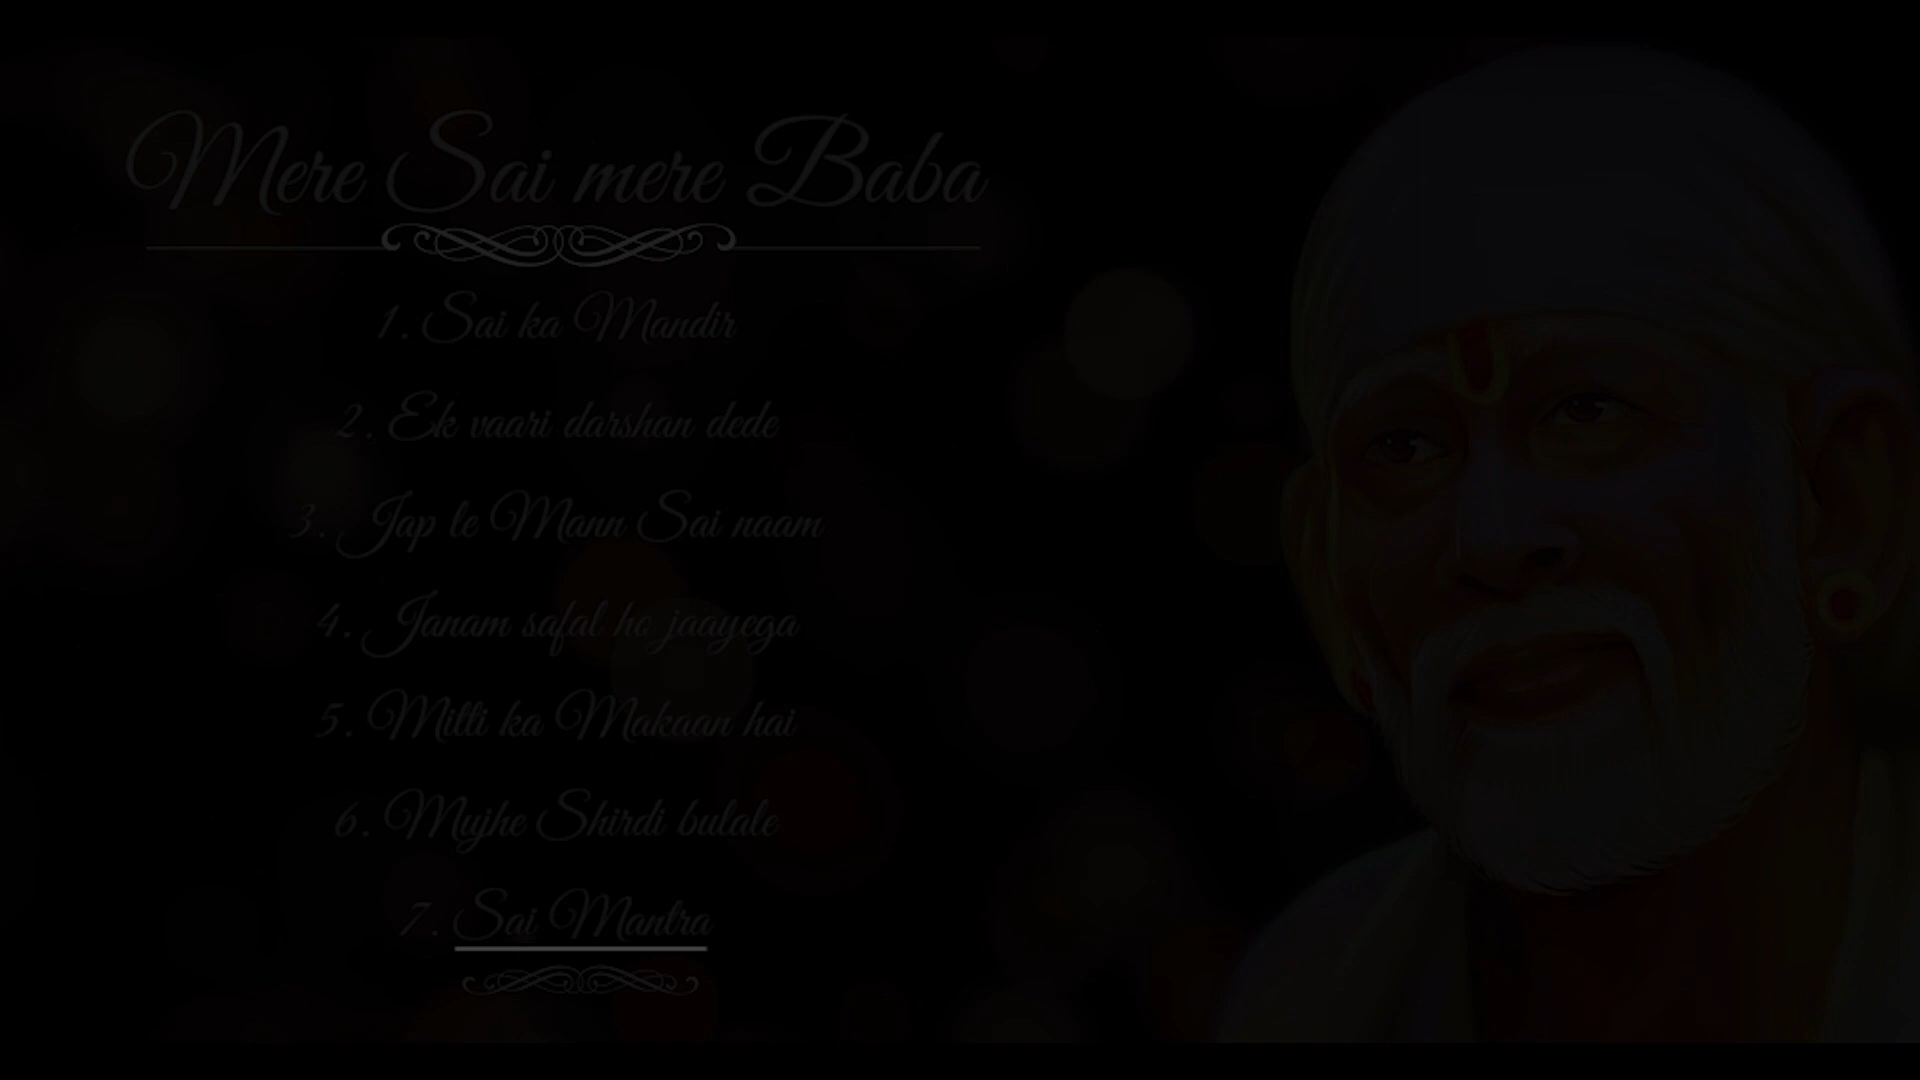 Mere Sai mere Baba
1. Sai ka Mandir
2. Ek vaari darshan dede
3. Jap le Mann Sai naam
4. Janam safal ho jaayega
5. Mitti ka Makaan hai
6. Mujhe Shirdi bulale
7. Sai Mantra